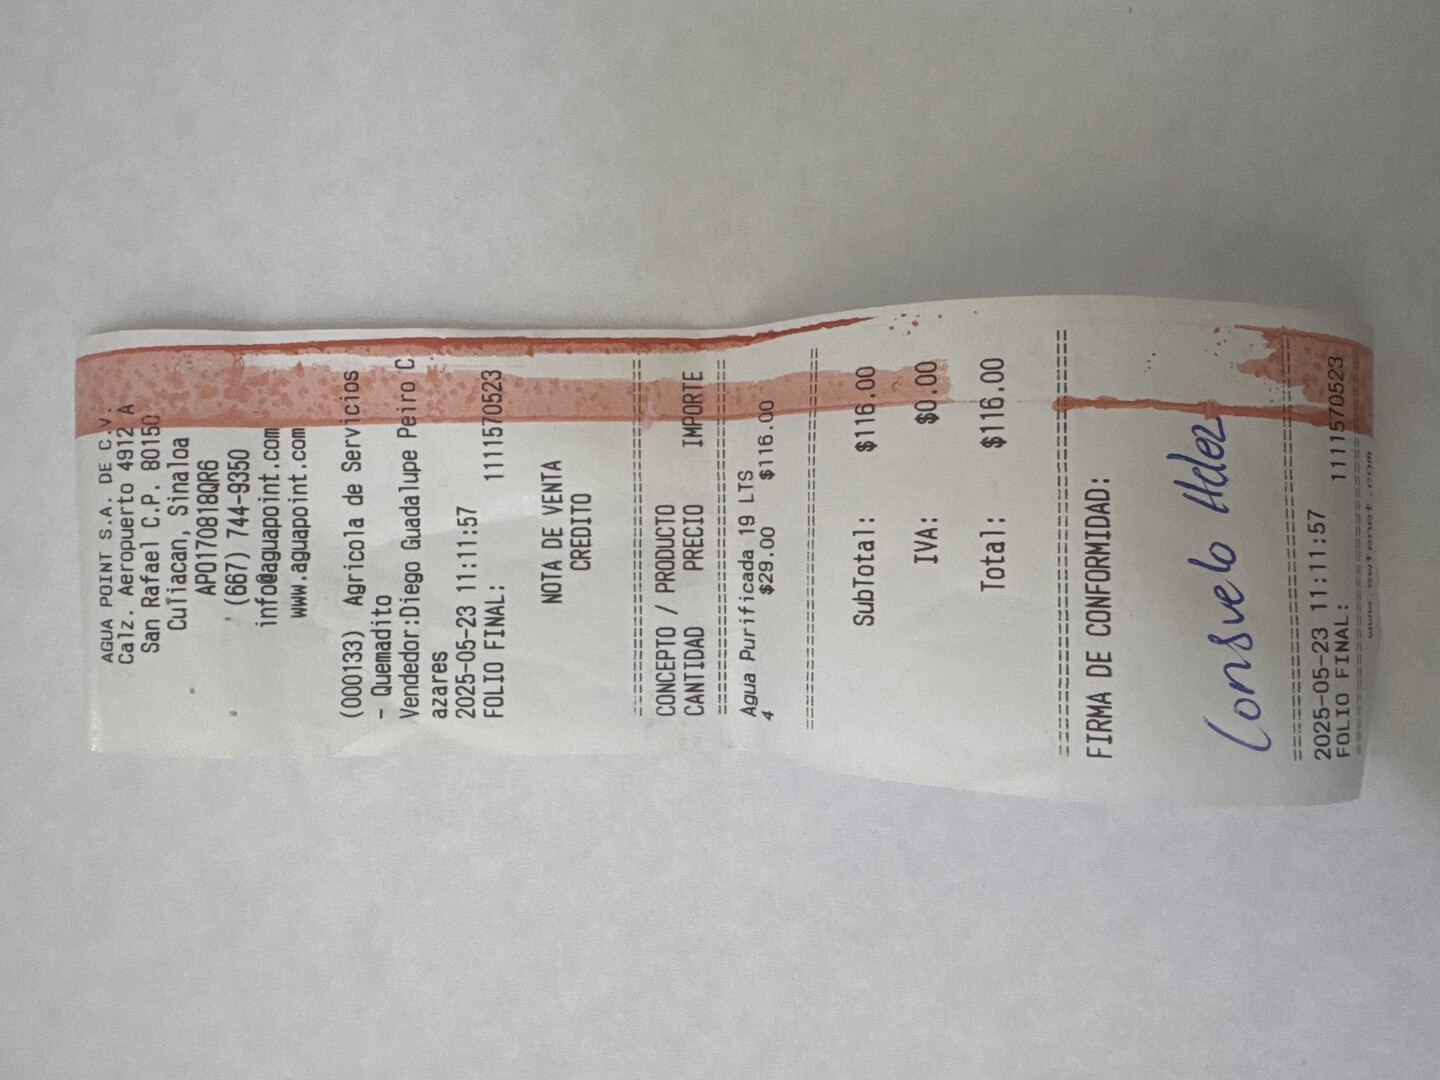 AGUA POINT S.A. DE C.V.
Calz. Aeropuerto 4912 A
San Rafael C.P. 80150
Culiacan, Sinaloa
APO170818QR6
(667) 744-9350
info@aguapoint.com
www.aguapoint.com
(000133) Agricola de Servicios
- Quemadito
Vendedor:Diego Guadalupe Peiro C
azares
2025-05-23 11:11:57
FOLIO FINAL: 1111570523
NOTA DE VENTA
CREDITO
==============================
CONCEPTO / PRODUCTO
CANTIDAD PRECIO IMPORTE
==============================
Agua Purificada 19 LTS
4 $29.00 $116.00
==============================
SubTotal: $116.00
IVA: $0.00
Total: $116.00
==============================
FIRMA DE CONFORMIDAD:
Consuelo Hdez
==============================
2025-05-23 11:11:57
FOLIO FINAL: 1111570523
==============================